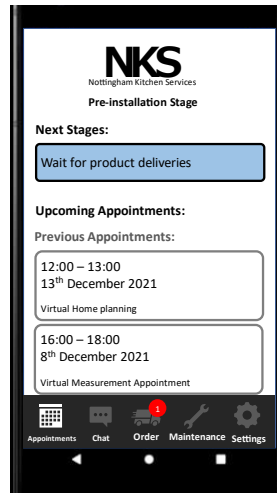 NKS
Nottingham Kitchen Services
Pre-installation Stage
Next Stages:
Wait for product deliveries
Upcoming Appointments:
Previous Appointments:
12:00 – 13:00
13th December 2021
Virtual Home planning
16:00 – 18:00
8th December 2021
Virtual Measurement Appointment
1
Appointments Chat Order Maintenance Settings